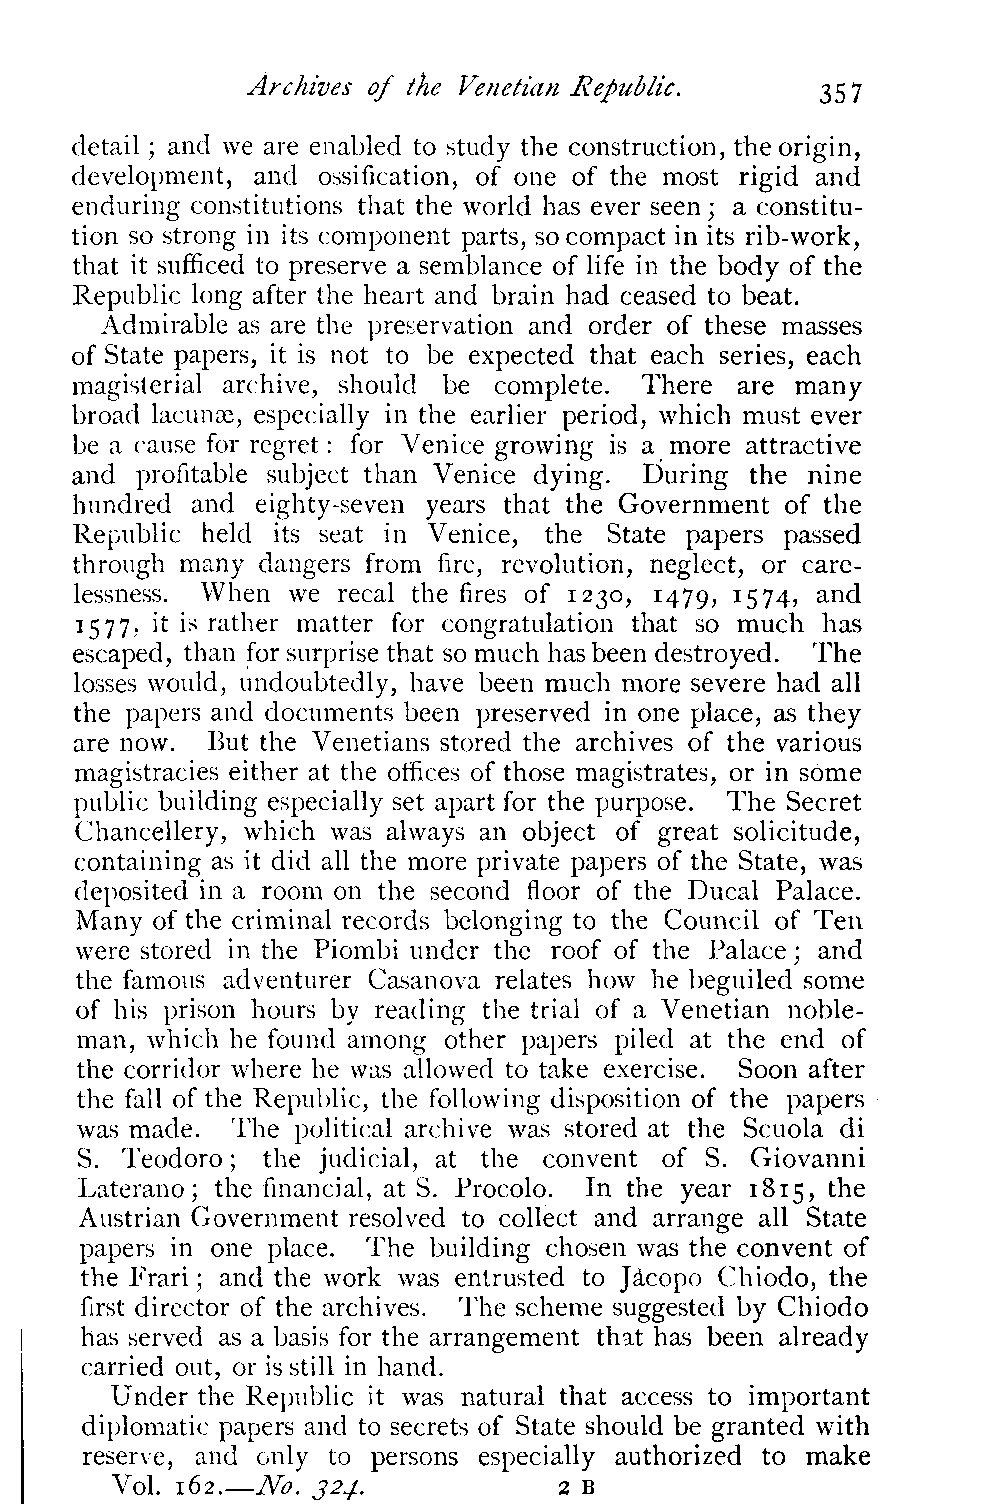 Archives of the Venetian Republic. 357
detail ; and we are enabled to study the construction, the origin,
development, and ossification, of one of the most rigid and
enduring constitutions that the world has ever seen ; a constitu-
tion so strong in its component parts, so compact in its rib-work,
that it sufficed to preserve a semblance of life in the body of the
Republic long after the heart and brain had ceased to beat.
Admirable as are the preservation and order of these masses
of State papers, it is not to be expected that each series, each
magisterial archive, should be complete. There are many
broad lacunæ, especially in the earlier period, which must ever
be a cause for regret : for Venice growing is a more attractive
and profitable subject than Venice dying. During the nine
hundred and eighty-seven years that the Government of the
Republic held its seat in Venice, the State papers passed
through many dangers from fire, revolution, neglect, or care-
lessness. When we recal the fires of 1230, 1479, 1574, and
1577, it is rather matter for congratulation that so much has
escaped, than for surprise that so much has been destroyed. The
losses would, undoubtedly, have been much more severe had all
the papers and documents been preserved in one place, as they
are now. But the Venetians stored the archives of the various
magistracies either at the offices of those magistrates, or in some
public building especially set apart for the purpose. The Secret
Chancellery, which was always an object of great solicitude,
containing as it did all the more private papers of the State, was
deposited in a room on the second floor of the Ducal Palace.
Many of the criminal records belonging to the Council of Ten
were stored in the Piombi under the roof of the Palace ; and
the famous adventurer Casanova relates how he beguiled some
of his prison hours by reading the trial of a Venetian noble-
man, which he found among other papers piled at the end of
the corridor where he was allowed to take exercise. Soon after
the fall of the Republic, the following disposition of the papers
was made. The political archive was stored at the Scuola di
S. Teodoro ; the judicial, at the convent of S. Giovanni
Laterano ; the financial, at S. Procolo. In the year 1815, the
Austrian Government resolved to collect and arrange all State
papers in one place. The building chosen was the convent of
the Frari ; and the work was entrusted to Jácopo Chiodo, the
first director of the archives. The scheme suggested by Chiodo
has served as a basis for the arrangement that has been already
carried out, or is still in hand.
Under the Republic it was natural that access to important
diplomatic papers and to secrets of State should be granted with
reserve, and only to persons especially authorized to make
Vol. 162.—No. 324. 2 B